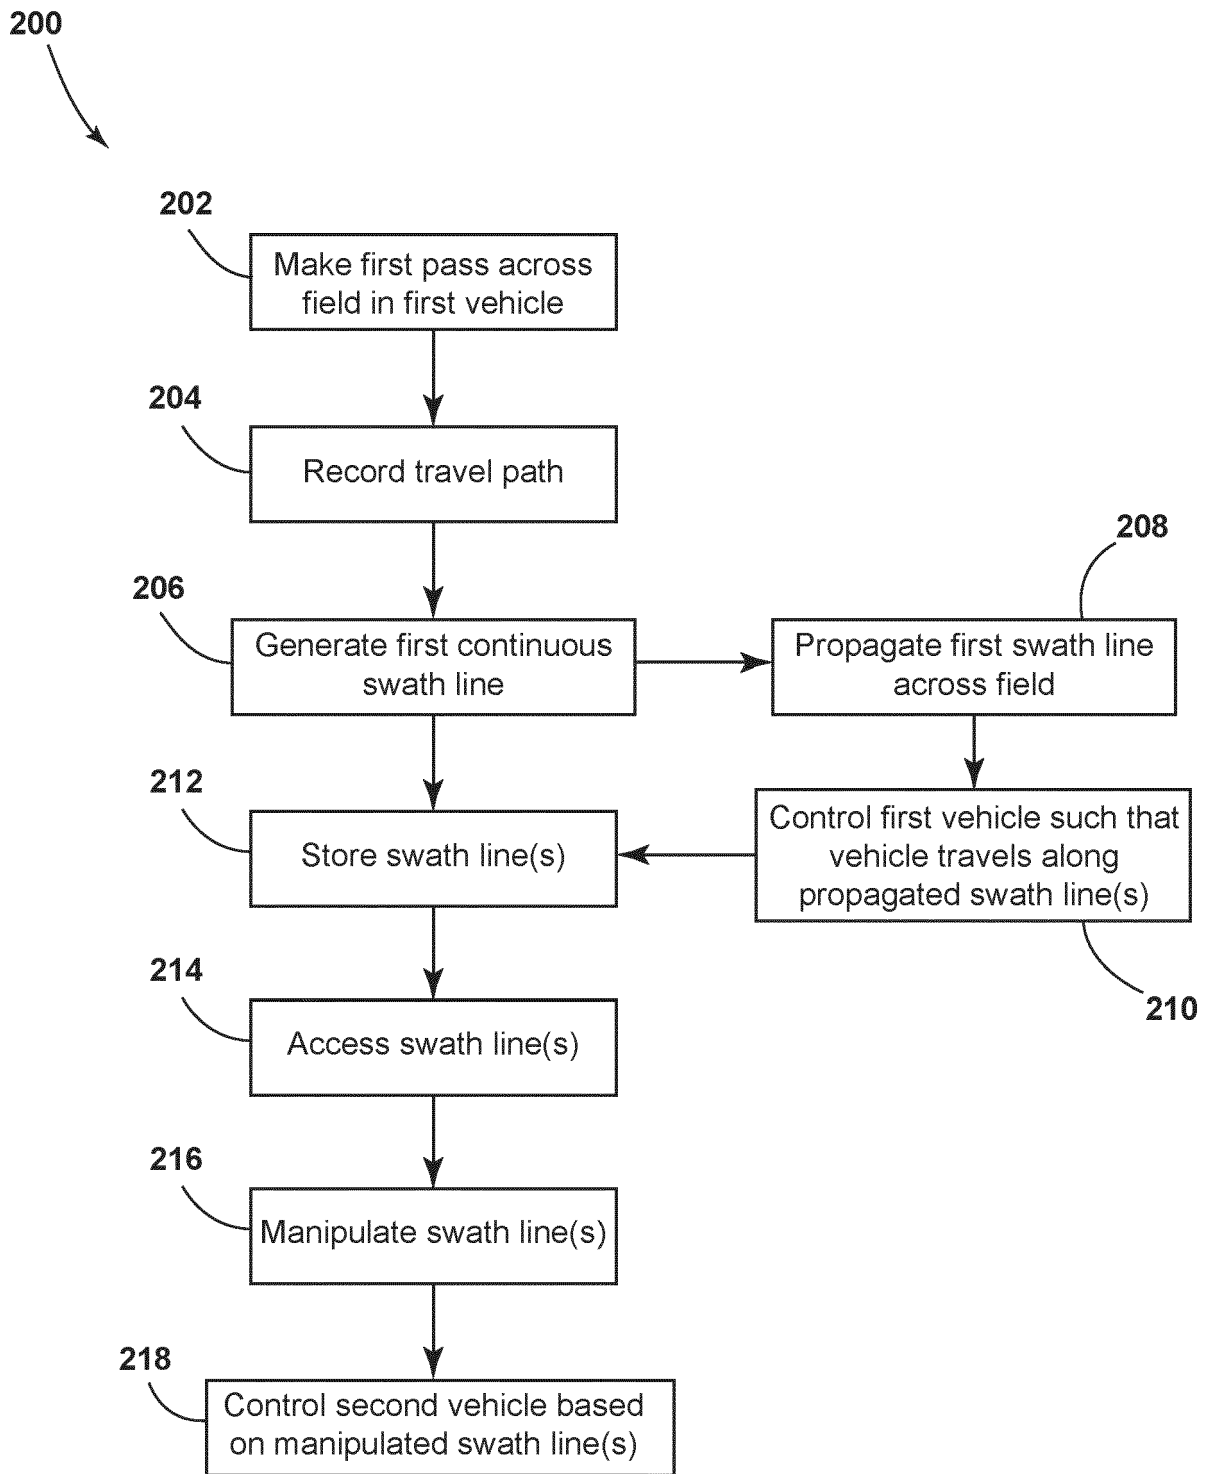 200
202
Make first pass across
field in first vehicle
204
Record travel path
206
Generate first continuous
swath line
208
Propagate first swath line
across field
210
Control first vehicle such that
vehicle travels along
propagated swath line(s)
212
Store swath line(s)
214
Access swath line(s)
216
Manipulate swath line(s)
218
Control second vehicle based
on manipulated swath line(s)